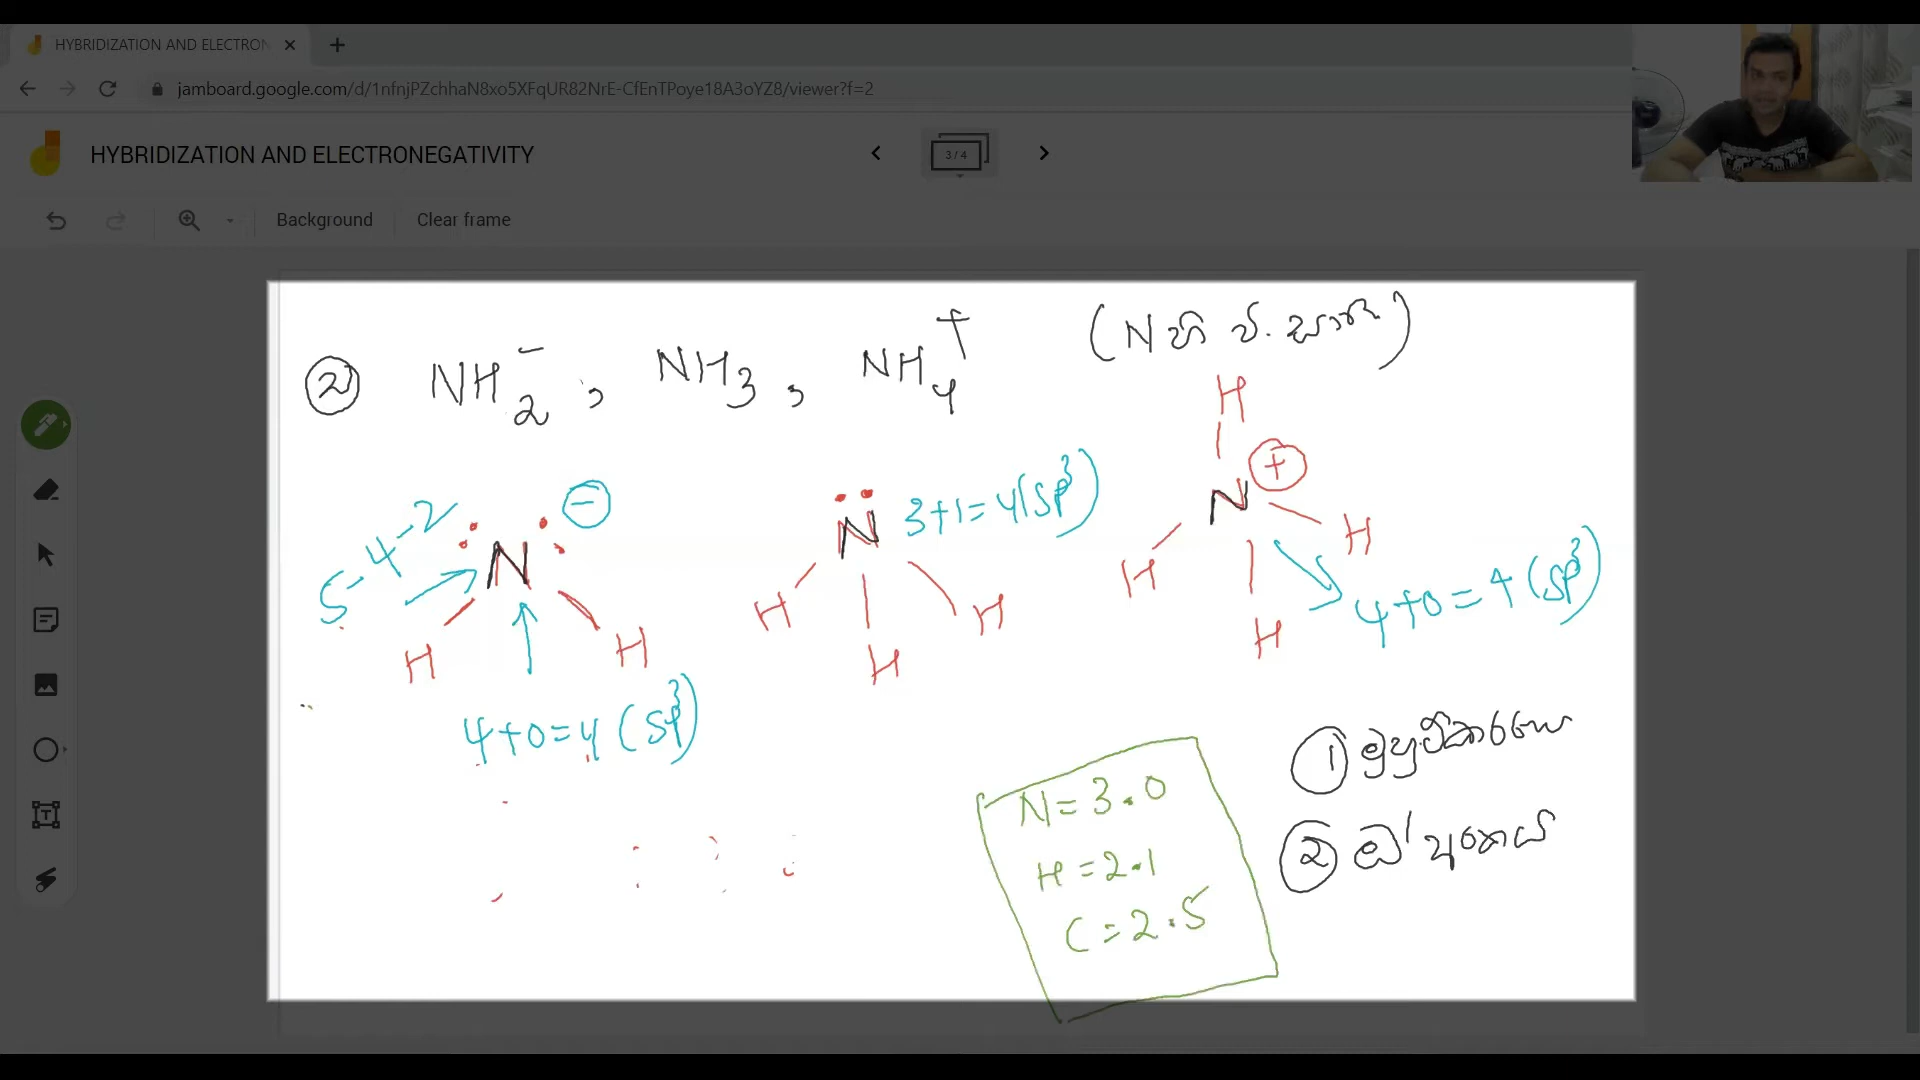 HYBRIDIZATION AND ELECTRON
jamboard.google.com/d/1nfnjPZchhaN8xo5XFqUR82NrE-CfEnTPoye18A3oYZ8/viewer?f=2
HYBRIDIZATION AND ELECTRONEGATIVITY
3 / 4
Background Clear frame
② NH₂⁻ , NH₃ , NH₄⁺ (N හි වි. සාණ)
H
5-4-2 N ⊖ N 3+1=4(sp³) N ⊕
H H H H H H H H
4+0=4 (sp³)
4+0=4 (sp³)
N = 3.0
H = 2.1
C = 2.5
① මුහුම්කරණය
②